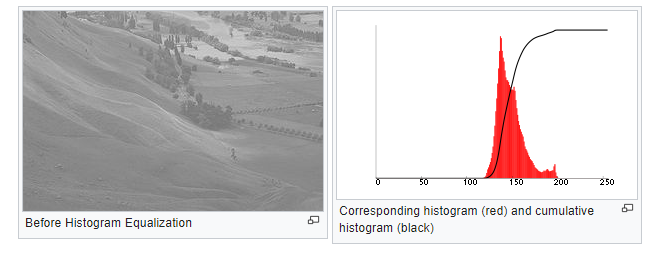 0 50 100 150 200 250
Before Histogram Equalization
Corresponding histogram (red) and cumulative
histogram (black)